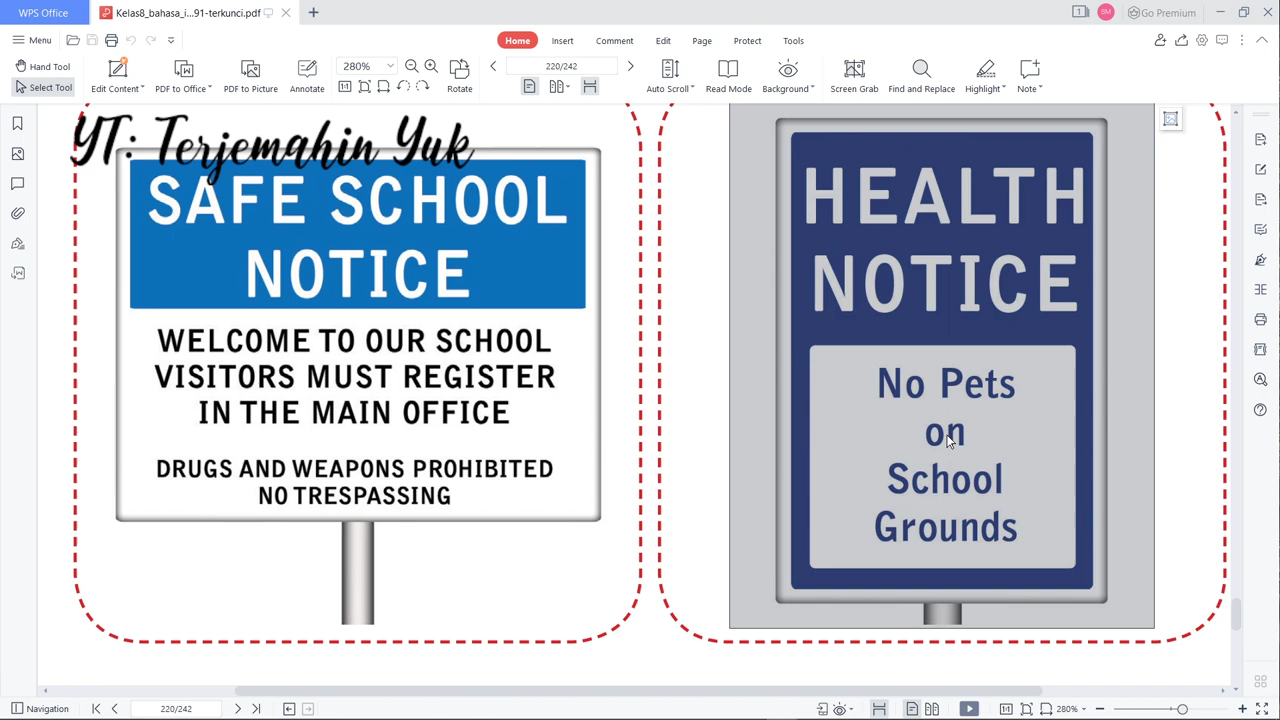 WPS Office
Kelas8_bahasa_i...91-terkunci.pdf
1
BM
Go Premium
Menu
Home
Insert
Comment
Edit
Page
Protect
Tools
Hand Tool
Select Tool
Edit Content
PDF to Office
PDF to Picture
Annotate
280%
Rotate
220/242
Auto Scroll
Read Mode
Background
Screen Grab
Find and Replace
Highlight
Note
YT: Terjemahin Yuk
SAFE SCHOOL
NOTICE
WELCOME TO OUR SCHOOL
VISITORS MUST REGISTER
IN THE MAIN OFFICE
DRUGS AND WEAPONS PROHIBITED
NO TRESPASSING
HEALTH
NOTICE
No Pets
on
School
Grounds
Navigation
220/242
280%